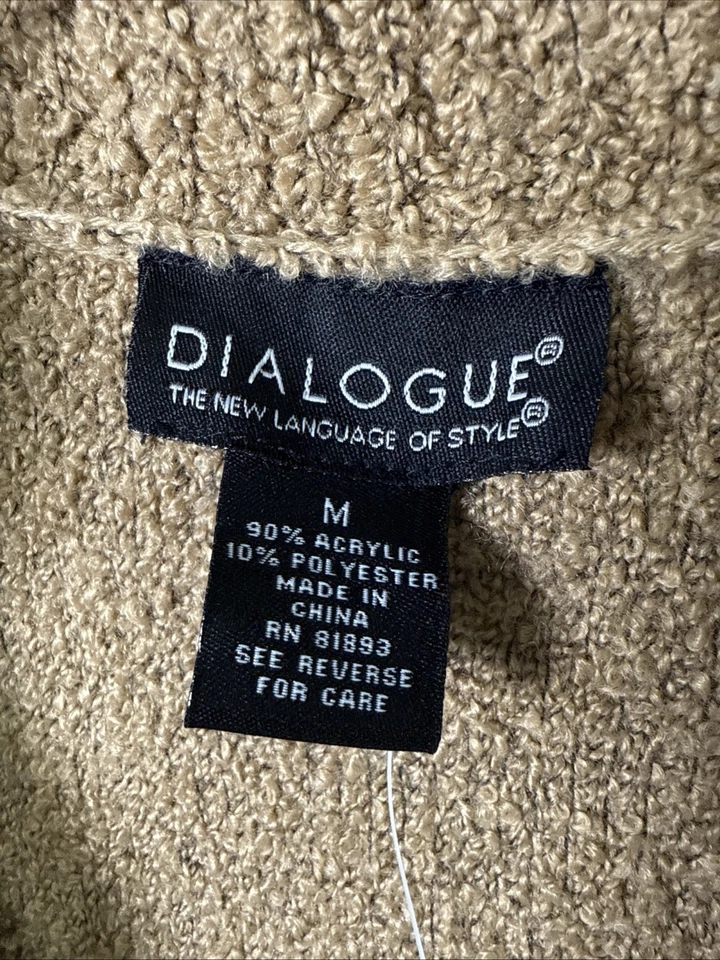 DIALOGUE®
THE NEW LANGUAGE OF STYLE®
M
90% ACRYLIC
10% POLYESTER
MADE IN
CHINA
RN 81893
SEE REVERSE
FOR CARE